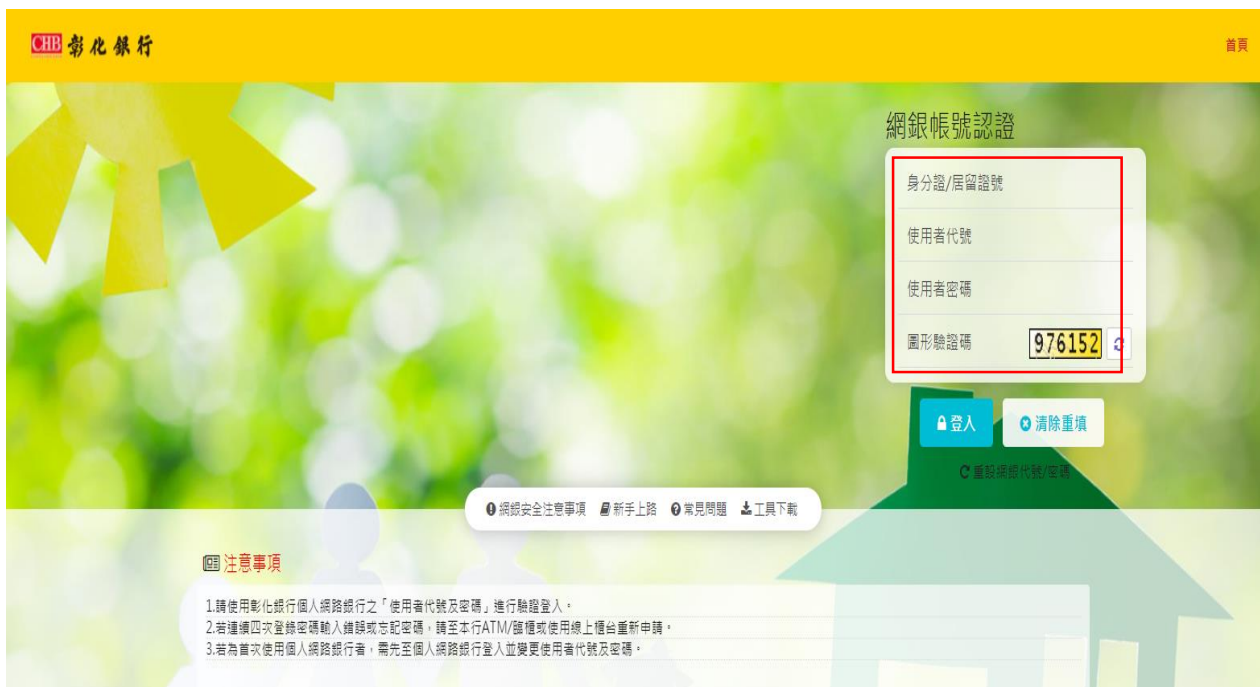 CHB 彰化銀行
首頁
網銀帳號認證
身分證/居留證號
使用者代號
使用者密碼
圖形驗證碼 976152
登入 清除重填
重設網銀代號/密碼
網銀安全注意事項 新手上路 常見問題 工具下載
注意事項
1.請使用彰化銀行個人網路銀行之「使用者代號及密碼」進行驗證登入。
2.若連續四次登錄密碼輸入錯誤或忘記密碼,請至本行ATM/臨櫃或使用線上櫃台重新申請。
3.若為首次使用個人網路銀行者,需先至個人網路銀行登入並變更使用者代號及密碼。